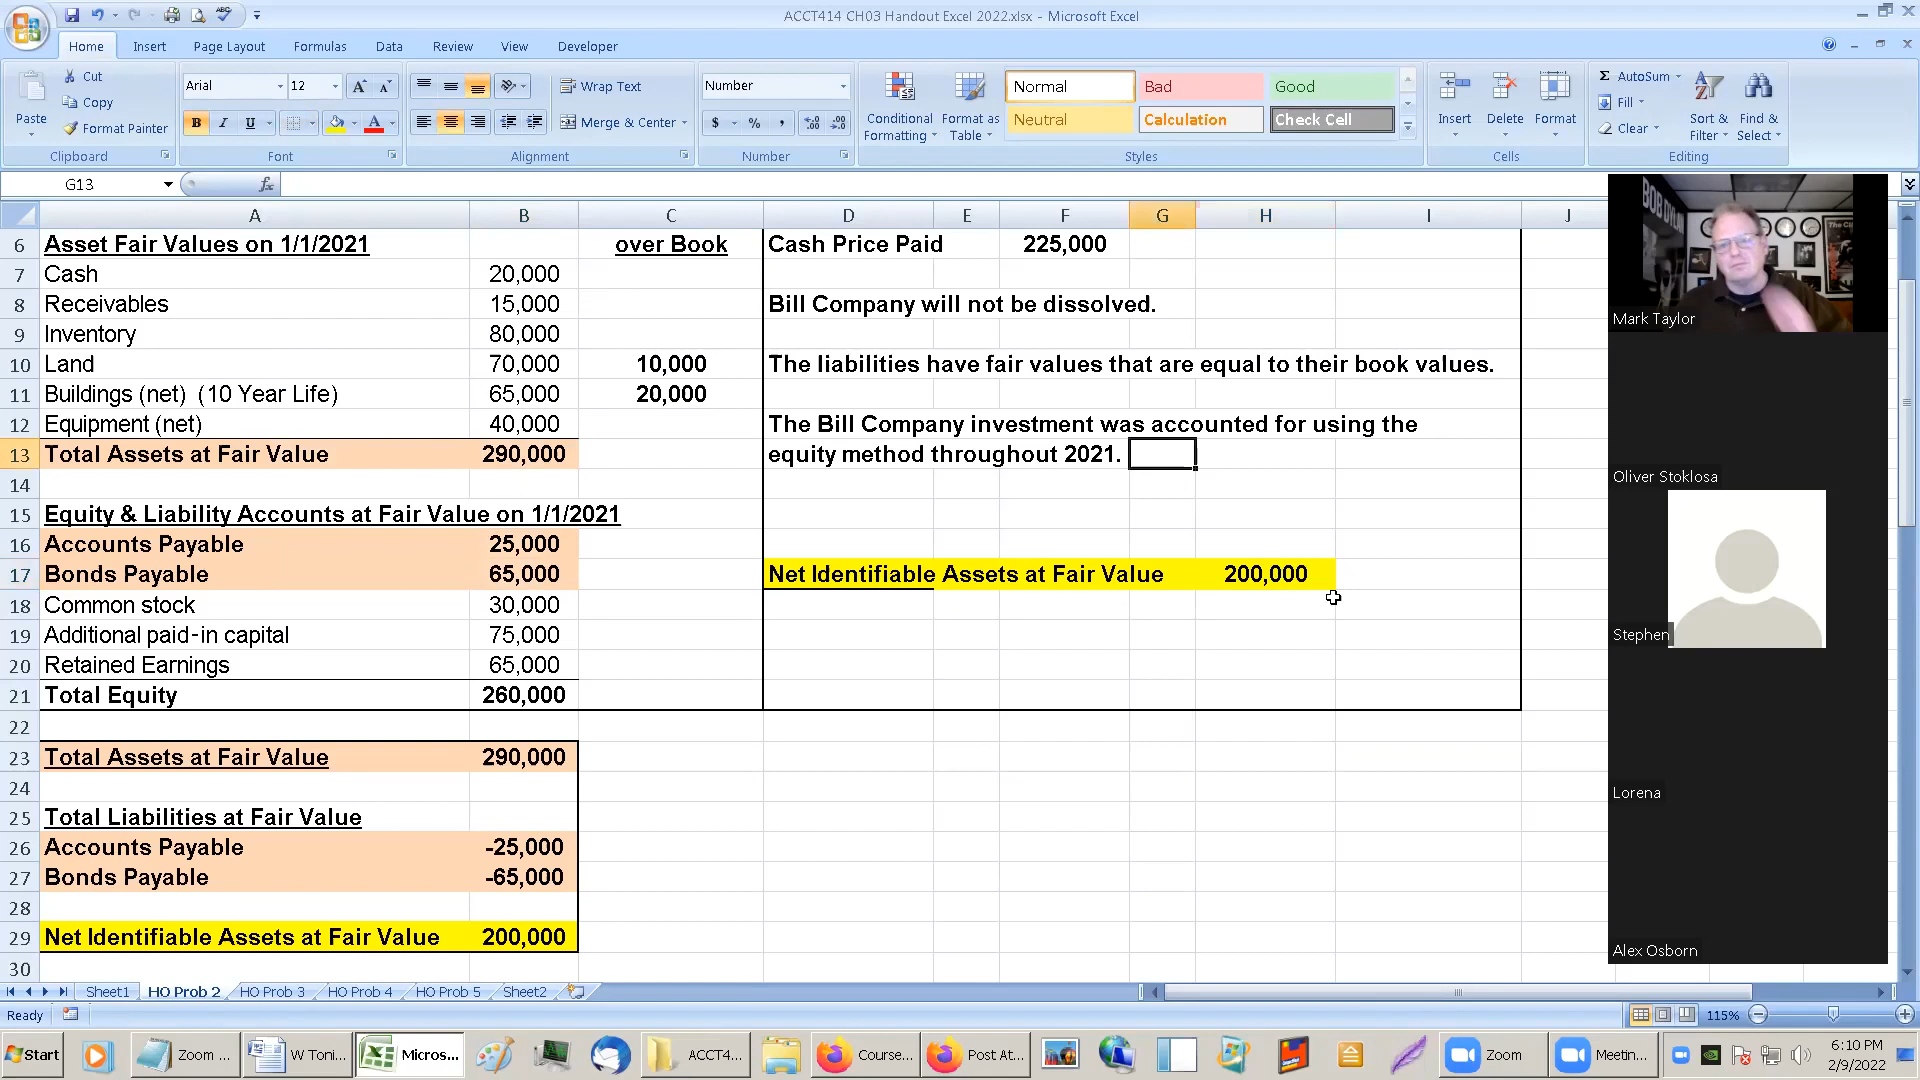 ACCT414 CH03 Handout Excel 2022.xlsx - Microsoft Excel
Home Insert Page Layout Formulas Data Review View Developer
Paste
Cut
Copy
Format Painter
Clipboard
Arial 12
B I U
Font
Wrap Text
Merge & Center
Alignment
Number
$ % ,
Number
Conditional Formatting
Format as Table
Normal Bad Good
Neutral Calculation Check Cell
Styles
Insert Delete Format
Cells
Σ AutoSum
Fill
Clear
Sort & Filter
Find & Select
Editing
G13 fx
A B C D E F G H I J
6 Asset Fair Values on 1/1/2021 over Book Cash Price Paid 225,000
7 Cash 20,000
8 Receivables 15,000 Bill Company will not be dissolved.
9 Inventory 80,000
10 Land 70,000 10,000 The liabilities have fair values that are equal to their book values.
11 Buildings (net) (10 Year Life) 65,000 20,000
12 Equipment (net) 40,000 The Bill Company investment was accounted for using the
13 Total Assets at Fair Value 290,000 equity method throughout 2021.
14
15 Equity & Liability Accounts at Fair Value on 1/1/2021
16 Accounts Payable 25,000
17 Bonds Payable 65,000 Net Identifiable Assets at Fair Value 200,000
18 Common stock 30,000
19 Additional paid-in capital 75,000
20 Retained Earnings 65,000
21 Total Equity 260,000
22
23 Total Assets at Fair Value 290,000
24
25 Total Liabilities at Fair Value
26 Accounts Payable -25,000
27 Bonds Payable -65,000
28
29 Net Identifiable Assets at Fair Value 200,000
30
BOB DYLAN
Mark Taylor
Oliver Stoklosa
Stephen
Lorena
Alex Osborn
Sheet1 HO Prob 2 HO Prob 3 HO Prob 4 HO Prob 5 Sheet2
Ready 115%
Start Zoom ... W Toni... Micros... ACCT4... Course... Post At... Zoom Meetin...
6:10 PM
2/9/2022